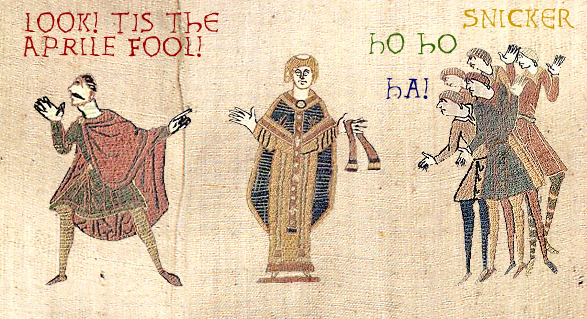 LOOK! TIS THE
APRILE FOOL!
SNICKER
HO HO
HA!